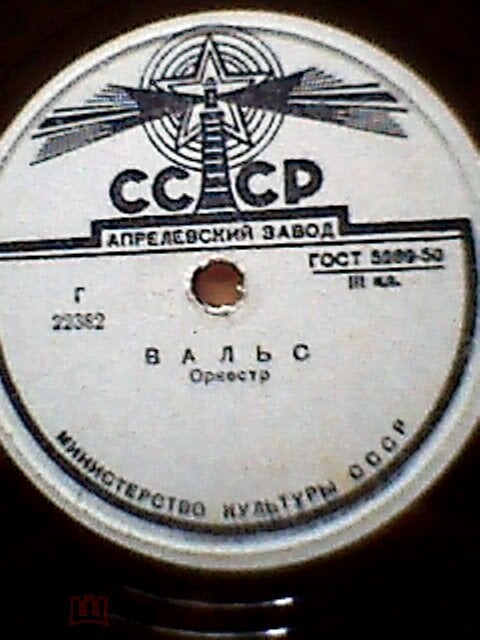 СССР
АПРЕЛЕВСКИЙ ЗАВОД
ГОСТ 5289-50
III кл.
Г
22382
ВАЛЬС
Оркестр
МИНИСТЕРСТВО КУЛЬТУРЫ СССР